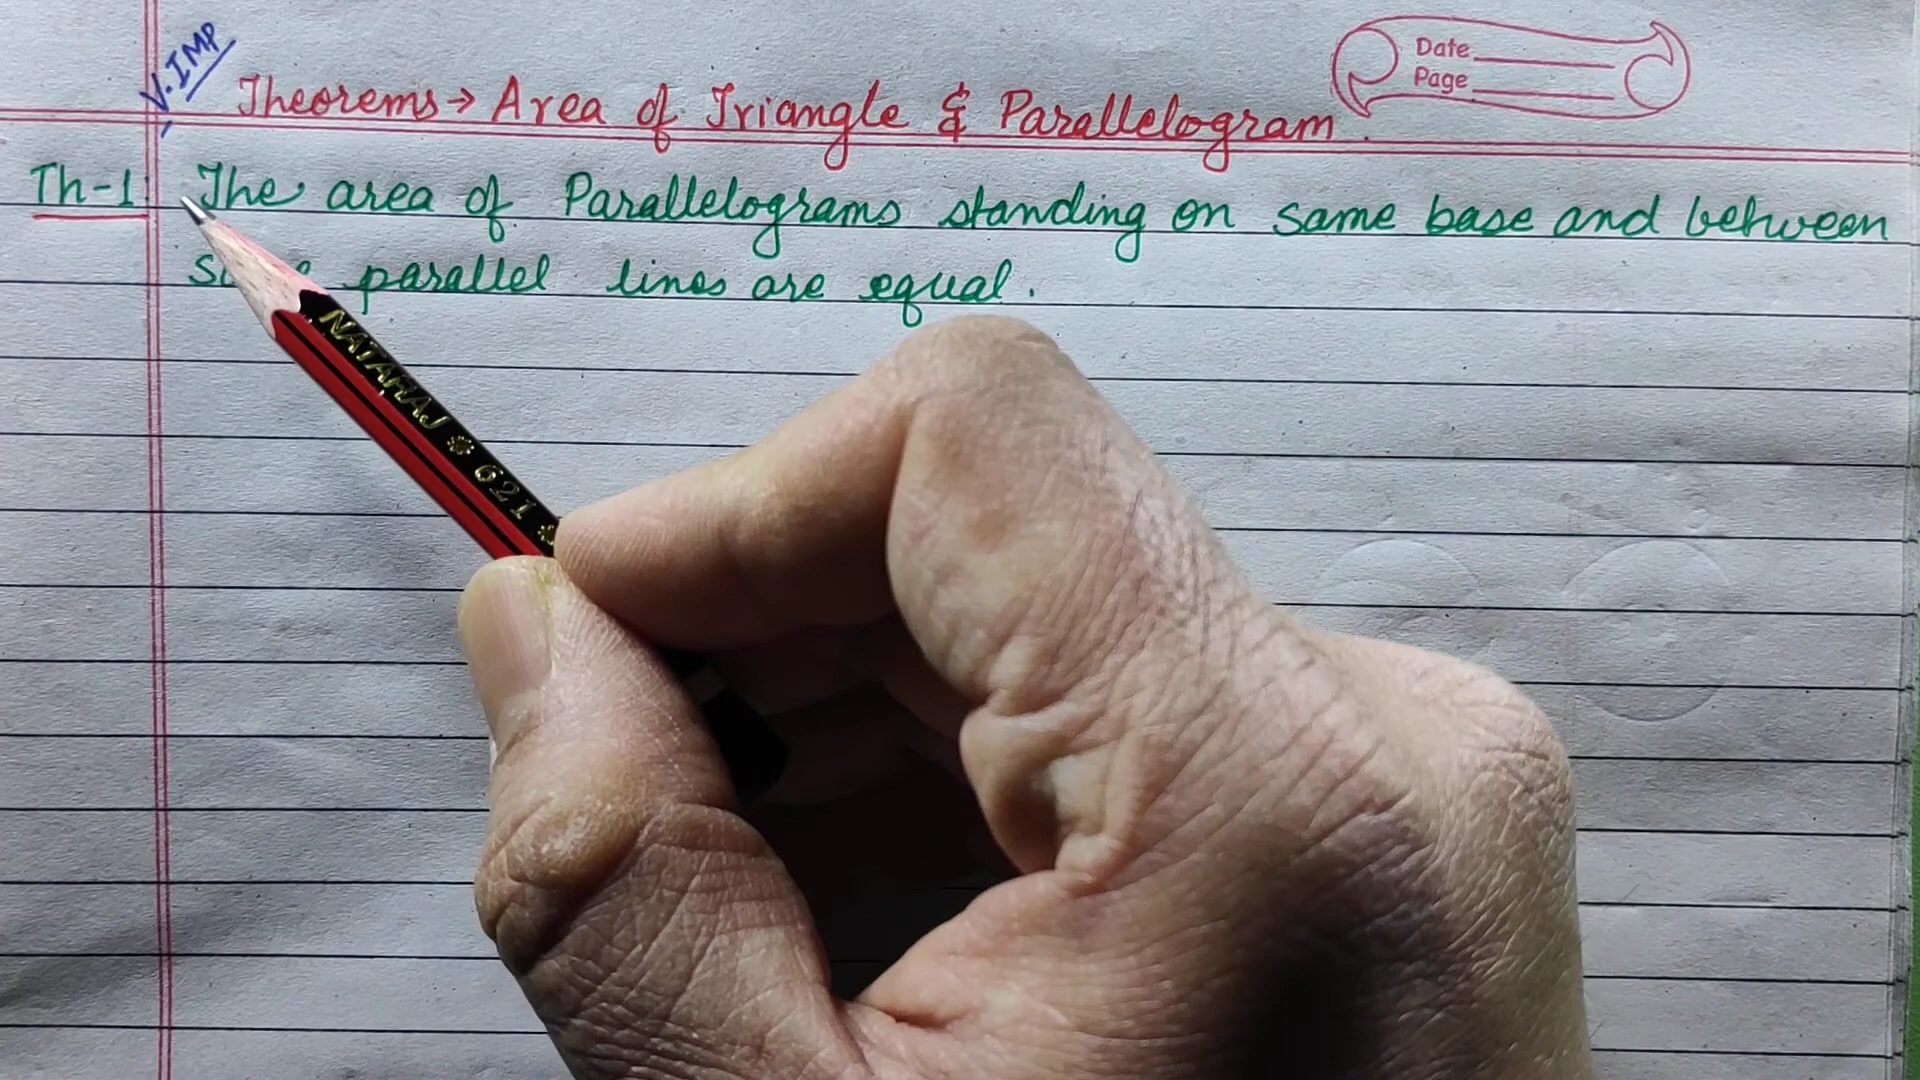 V. IMP
Date
Page
Theorems → Area of Triangle & Parallelogram.
Th-1: The area of Parallelograms standing on same base and between
parallel lines are equal.
NATARAJ * 621 *